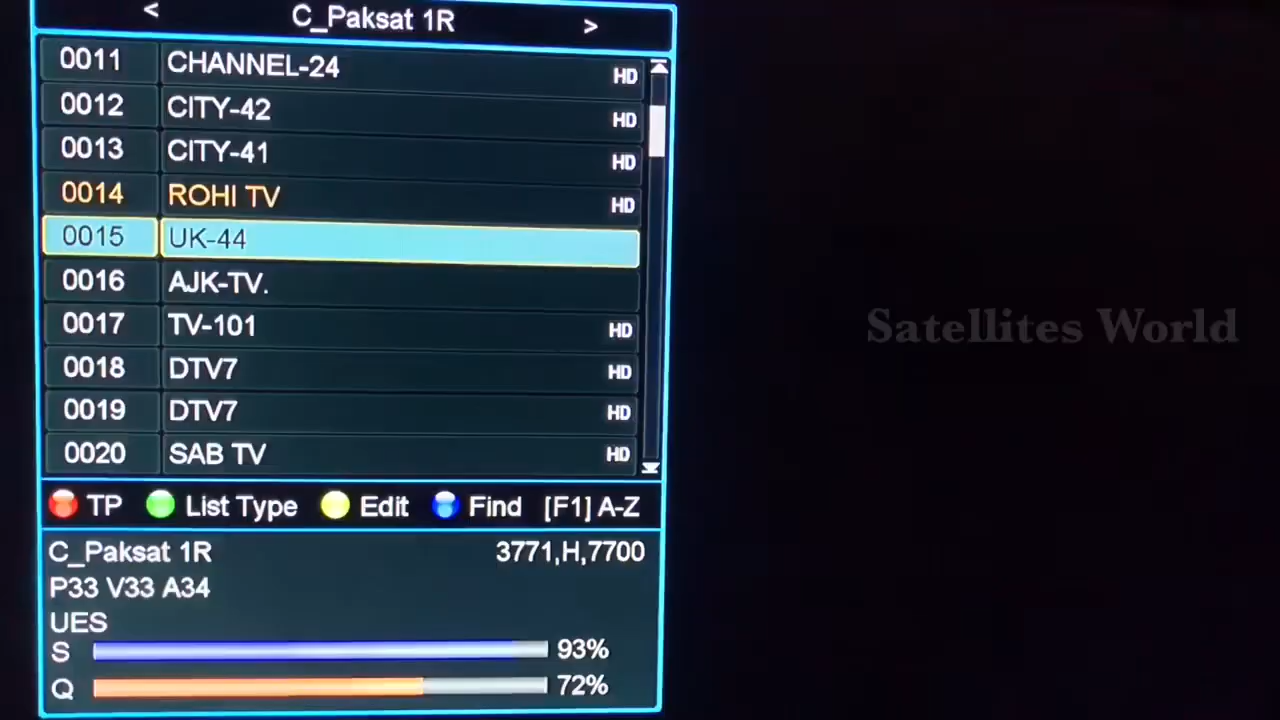 < C_Paksat 1R >
0011 CHANNEL-24 HD
0012 CITY-42 HD
0013 CITY-41 HD
0014 ROHI TV HD
0015 UK-44
0016 AJK-TV.
0017 TV-101 HD
0018 DTV7 HD
0019 DTV7 HD
0020 SAB TV HD
TP List Type Edit Find [F1] A-Z
C_Paksat 1R 3771,H,7700
P33 V33 A34
UES
S 93%
Q 72%
Satellites World